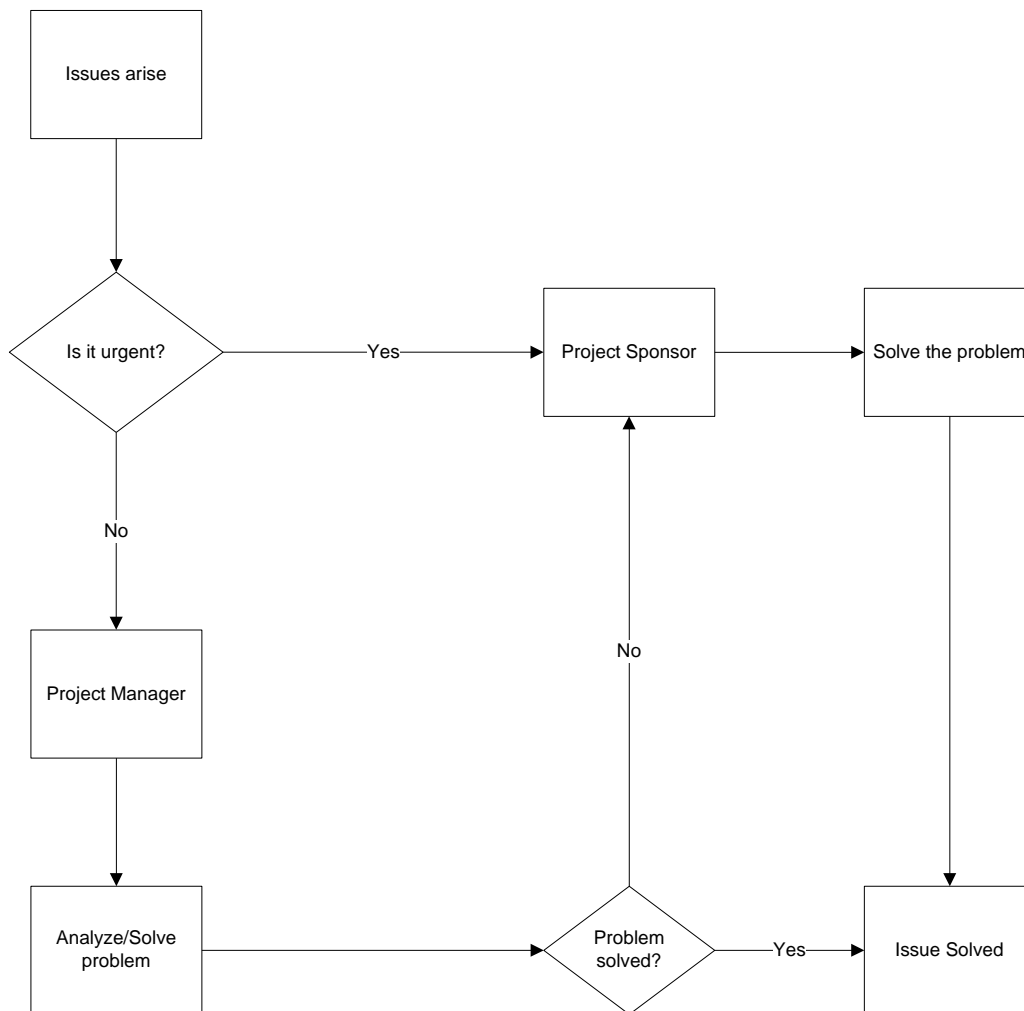 Issues arise
Is it urgent?
Yes
Project Sponsor
Solve the problem
No
No
Project Manager
Analyze/Solve
problem
Problem
solved?
Yes
Issue Solved